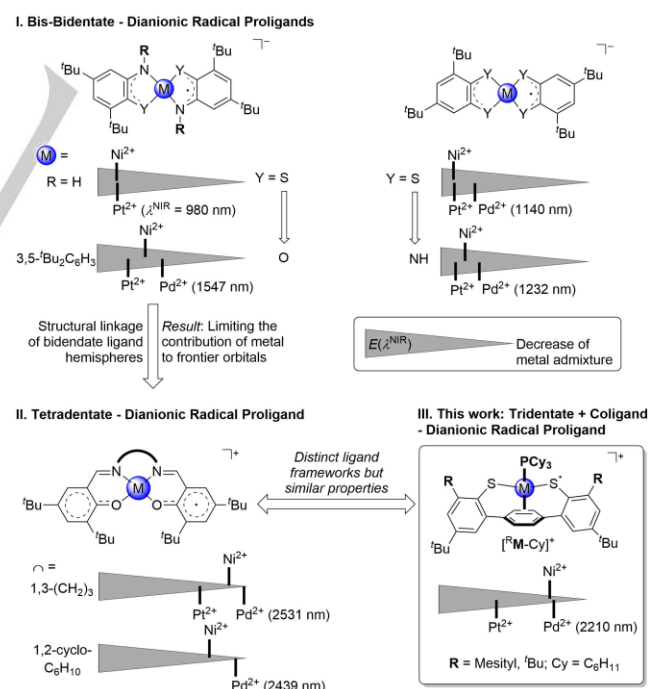 I. Bis-Bidentate - Dianionic Radical Proligands
R
N
Y
M
Y
N
R
ᵗBu
ᵗBu
ᵗBu
ᵗBu
•
⁻
ᵗBu
Y
Y
M
Y
Y
ᵗBu
ᵗBu
ᵗBu
•
⁻
M =
R = H
Ni²⁺
Pt²⁺ (λᴺᴵᴿ = 980 nm)
Y = S
Y = S
Ni²⁺
Pt²⁺ Pd²⁺ (1140 nm)
3,5-ᵗBu₂C₆H₃
Ni²⁺
Pt²⁺ Pd²⁺ (1547 nm)
O
NH
Ni²⁺
Pt²⁺ Pd²⁺ (1232 nm)
Structural linkage
of bidendate ligand
hemispheres
Result: Limiting the
contribution of metal
to frontier orbitals
E(λᴺᴵᴿ)
Decrease of
metal admixture
II. Tetradentate - Dianionic Radical Proligand
N
N
M
O
O
ᵗBu
ᵗBu
ᵗBu
ᵗBu
•
+
Distinct ligand
frameworks but
similar properties
III. This work: Tridentate + Coligand
- Dianionic Radical Proligand
PCy₃
R
S
M
S•
R
ᵗBu
ᵗBu
+
[ᴿM-Cy]⁺
∩ =
1,3-(CH₂)₃
Ni²⁺
Pt²⁺ Pd²⁺ (2531 nm)
1,2-cyclo-
C₆H₁₀
Ni²⁺
Pd²⁺ (2439 nm)
Ni²⁺
Pt²⁺ Pd²⁺ (2210 nm)
R = Mesityl, ᵗBu; Cy = C₆H₁₁